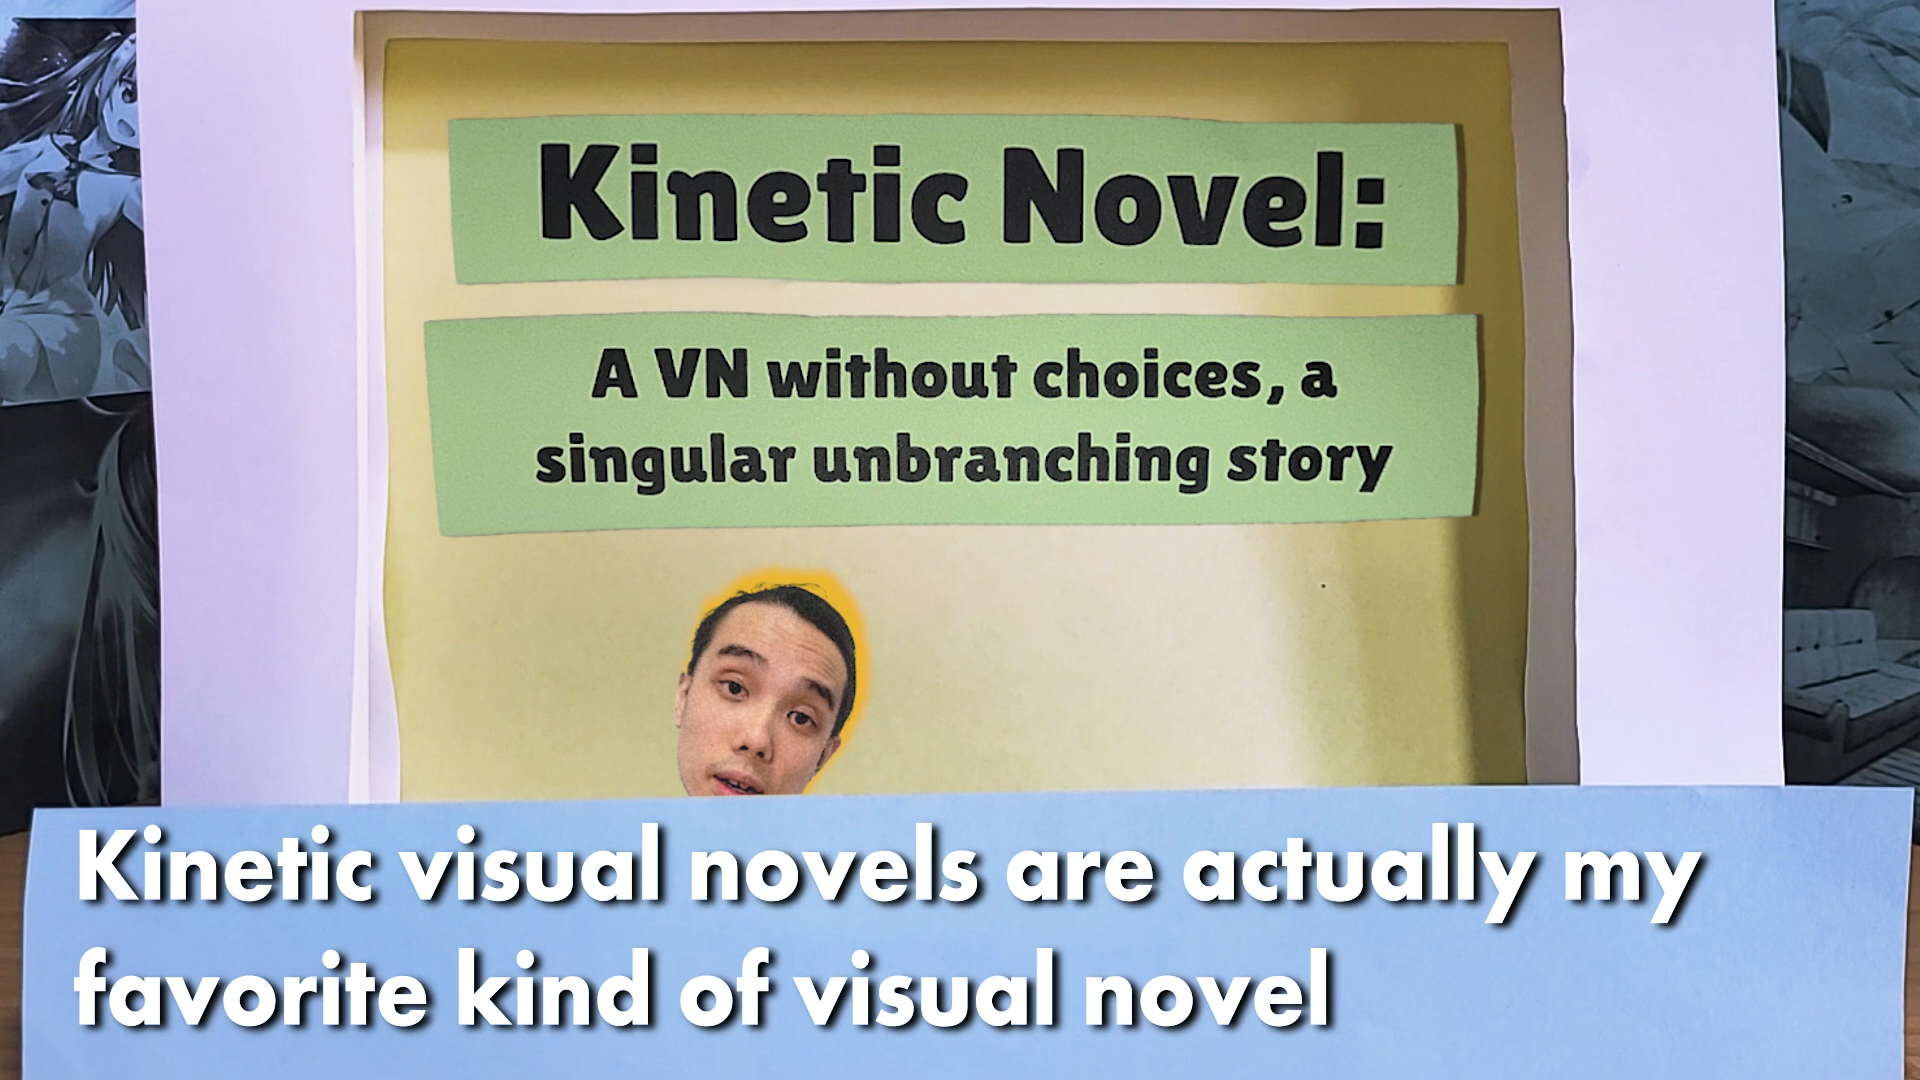 Kinetic Novel:
A VN without choices, a
singular unbranching story
Kinetic visual novels are actually my
favorite kind of visual novel